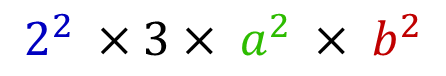 2² × 3 × a² × b²